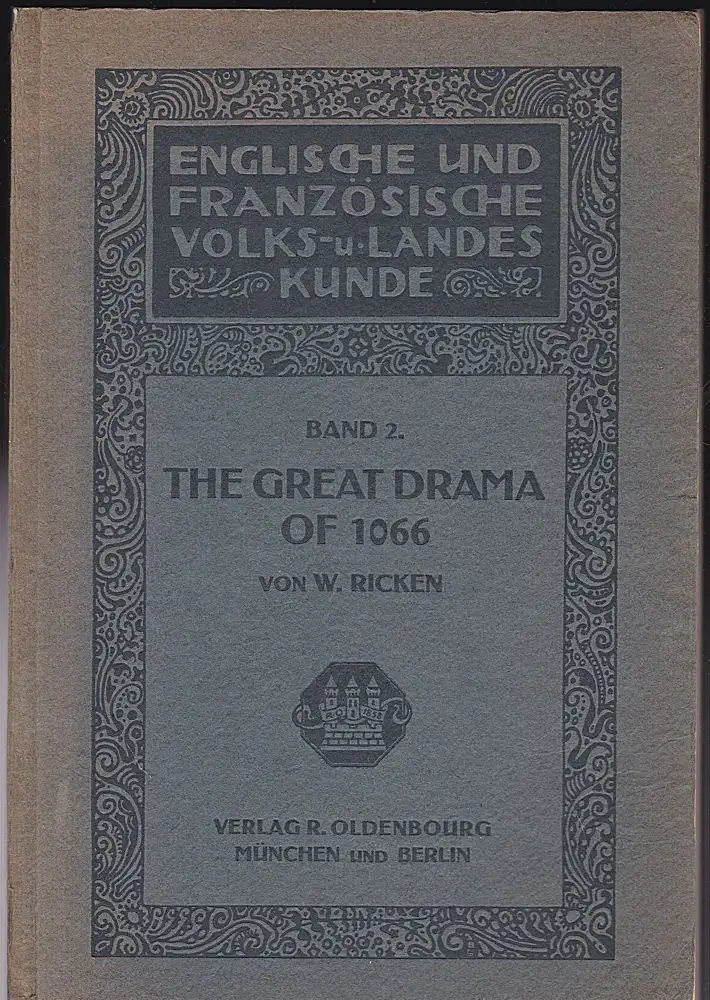 ENGLISCHE UND
FRANZÖSISCHE
VOLKS-u·LANDES
KUNDE
BAND 2.
THE GREAT DRAMA
OF 1066
VON W. RICKEN
VERLAG R. OLDENBOURG
MÜNCHEN UND BERLIN